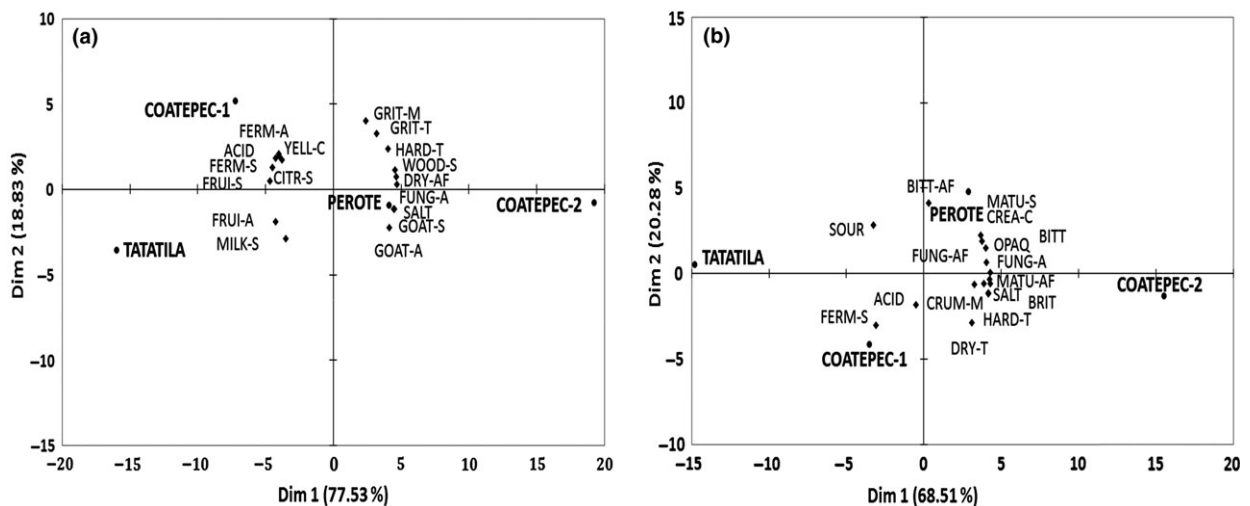 (a)
10
5
0
−5
−10
−15
−20
−15
−10
−5
0
5
10
15
20
Dim 2 (18.83 %)
Dim 1 (77.53 %)
COATEPEC-1
FERM-A
ACID
YELL-C
FERM-S
FRUI-S
CITR-S
FRUI-A
MILK-S
TATATILA
GRIT-M
GRIT-T
HARD-T
WOOD-S
DRY-AF
FUNG-A
PEROTE
SALT
GOAT-S
GOAT-A
COATEPEC-2
(b)
15
10
5
0
−5
−10
−15
−10
−5
0
5
10
15
20
Dim 2 (20.28 %)
Dim 1 (68.51 %)
BITT-AF
MATU-S
PEROTE
CREA-C
SOUR
BITT
OPAQ
FUNG-AF
FUNG-A
TATATILA
MATU-AF
COATEPEC-2
ACID
CRUM-M
SALT
BRIT
FERM-S
HARD-T
COATEPEC-1
DRY-T